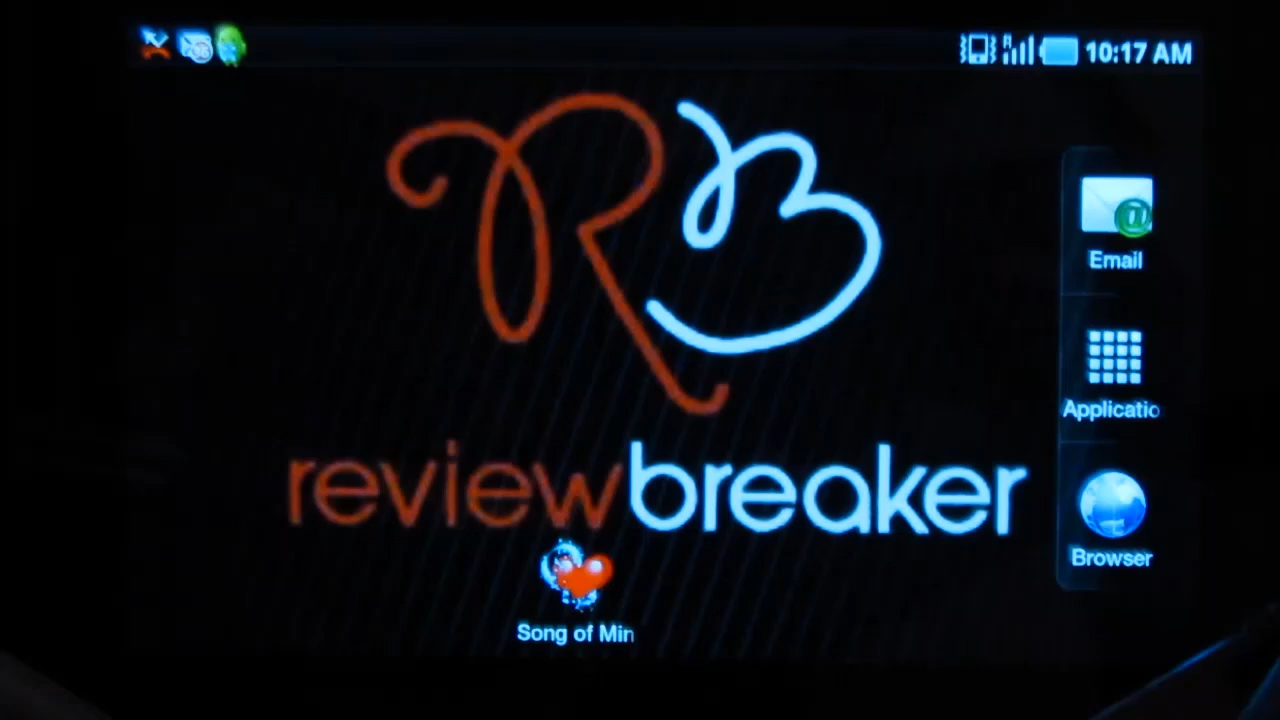 10:17 AM
RB
Email
Applicatio
reviewbreaker
Browser
Song of Min